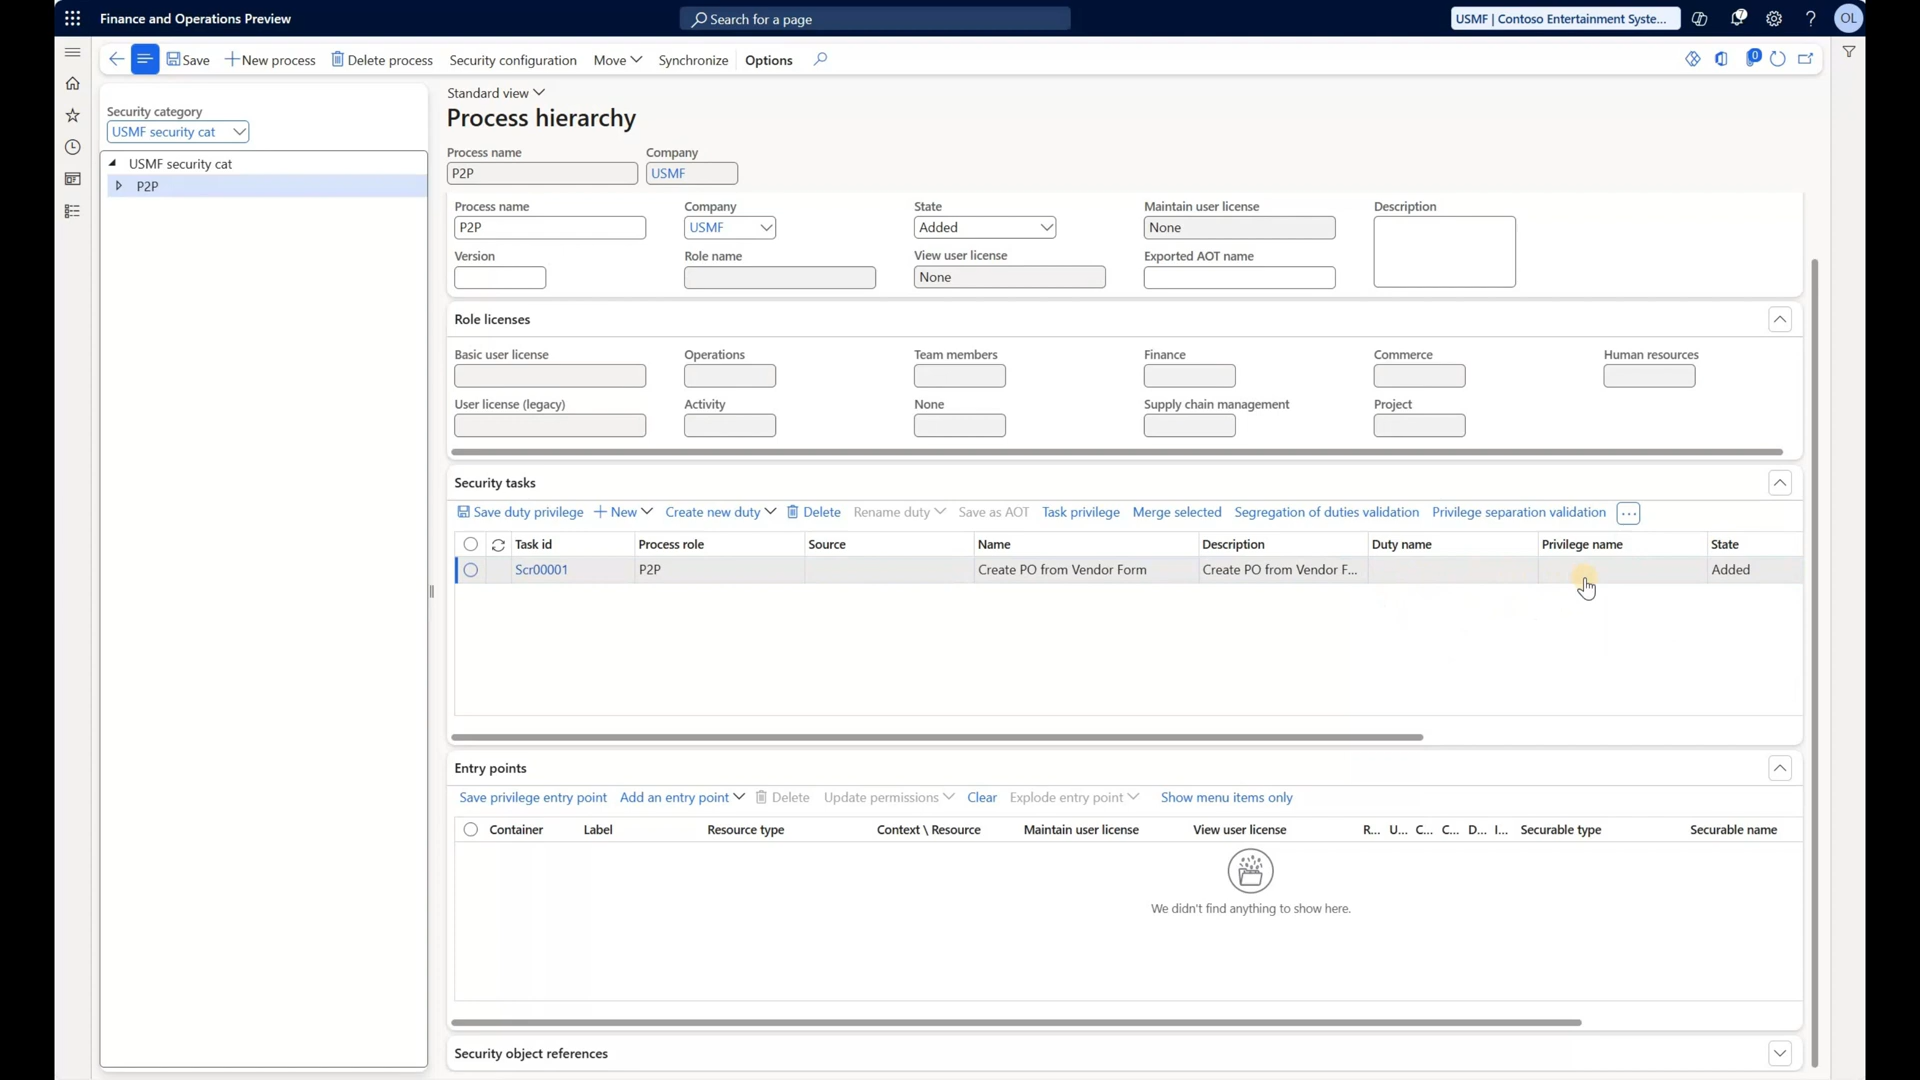 Finance and Operations Preview
Search for a page
USMF | Contoso Entertainment Syste...
7
OL
Save
New process
Delete process
Security configuration
Move
Synchronize
Options
0
Security category
USMF security cat
USMF security cat
P2P
Standard view
Process hierarchy
Process name
Company
P2P
USMF
Process name
Company
State
Maintain user license
Description
P2P
USMF
Added
None
Version
Role name
View user license
Exported AOT name
None
Role licenses
Basic user license
Operations
Team members
Finance
Commerce
Human resources
User license (legacy)
Activity
None
Supply chain management
Project
Security tasks
Save duty privilege
New
Create new duty
Delete
Rename duty
Save as AOT
Task privilege
Merge selected
Segregation of duties validation
Privilege separation validation
...
Task id
Process role
Source
Name
Description
Duty name
Privilege name
State
Scr00001
P2P
Create PO from Vendor Form
Create PO from Vendor F...
Added
Entry points
Save privilege entry point
Add an entry point
Delete
Update permissions
Clear
Explode entry point
Show menu items only
Container
Label
Resource type
Context \ Resource
Maintain user license
View user license
R...
U...
C...
C...
D...
I...
Securable type
Securable name
We didn't find anything to show here.
Security object references